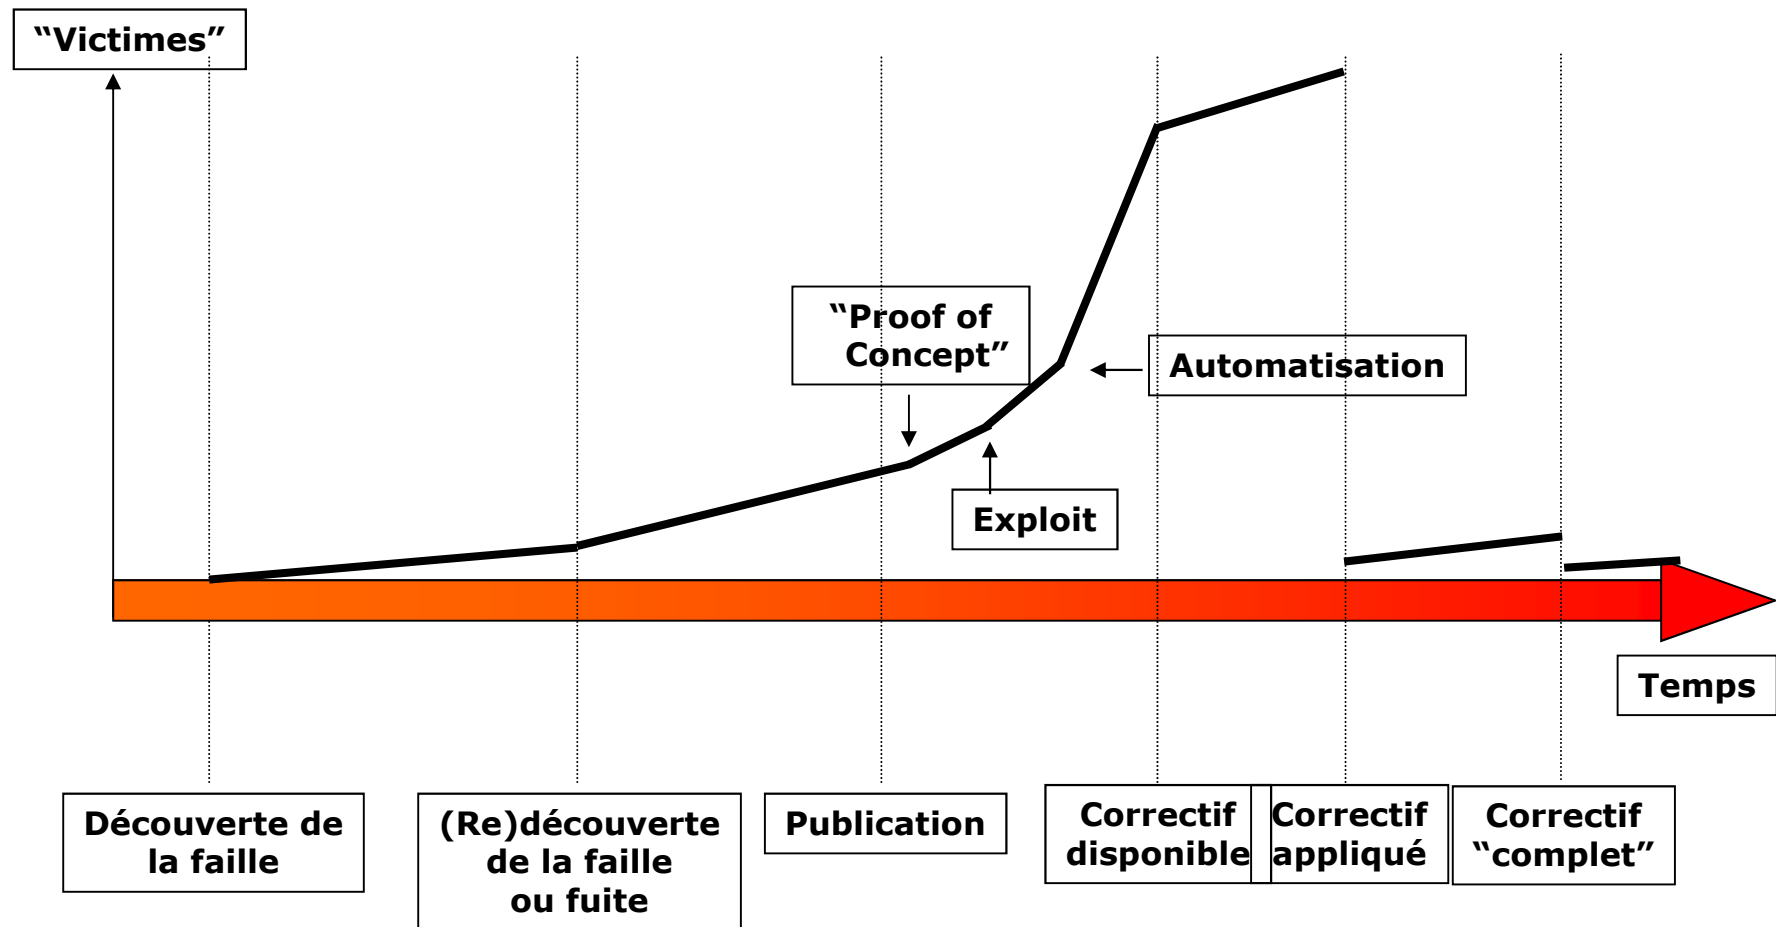 “Victimes”
“Proof of
Concept”
Automatisation
Exploit
Temps
Découverte de
la faille
(Re)découverte
de la faille
ou fuite
Publication
Correctif
disponible
Correctif
appliqué
Correctif
“complet”